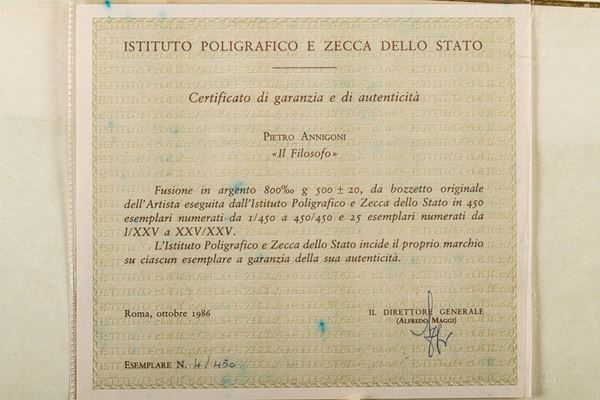 ISTITUTO POLIGRAFICO E ZECCA DELLO STATO
Certificato di garanzia e di autenticità
PIETRO ANNIGONI
«Il Filosofo»
Fusione in argento 800‰ g 500 ± 20, da bozzetto originale
dell'Artista eseguita dall'Istituto Poligrafico e Zecca dello Stato in 450
esemplari numerati da 1/450 a 450/450 e 25 esemplari numerati da
I/XXV a XXV/XXV.
L'Istituto Poligrafico e Zecca dello Stato incide il proprio marchio
su ciascun esemplare a garanzia della sua autenticità.
Roma, ottobre 1986
IL DIRETTORE GENERALE
(ALFREDO MAGGI)
ESEMPLARE N. 4/450